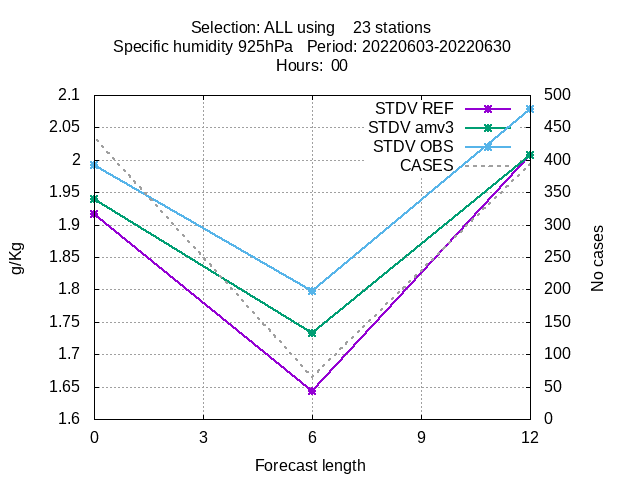 Selection: ALL using    23 stations
Specific humidity 925hPa   Period: 20220603-20220630
Hours:  00
2.1
2.05
2
1.95
1.9
1.85
1.8
1.75
1.7
1.65
1.6
g/Kg
STDV REF
STDV amv3
STDV OBS
CASES
500
450
400
350
300
250
200
150
100
50
0
No cases
0 3 6 9 12
Forecast length